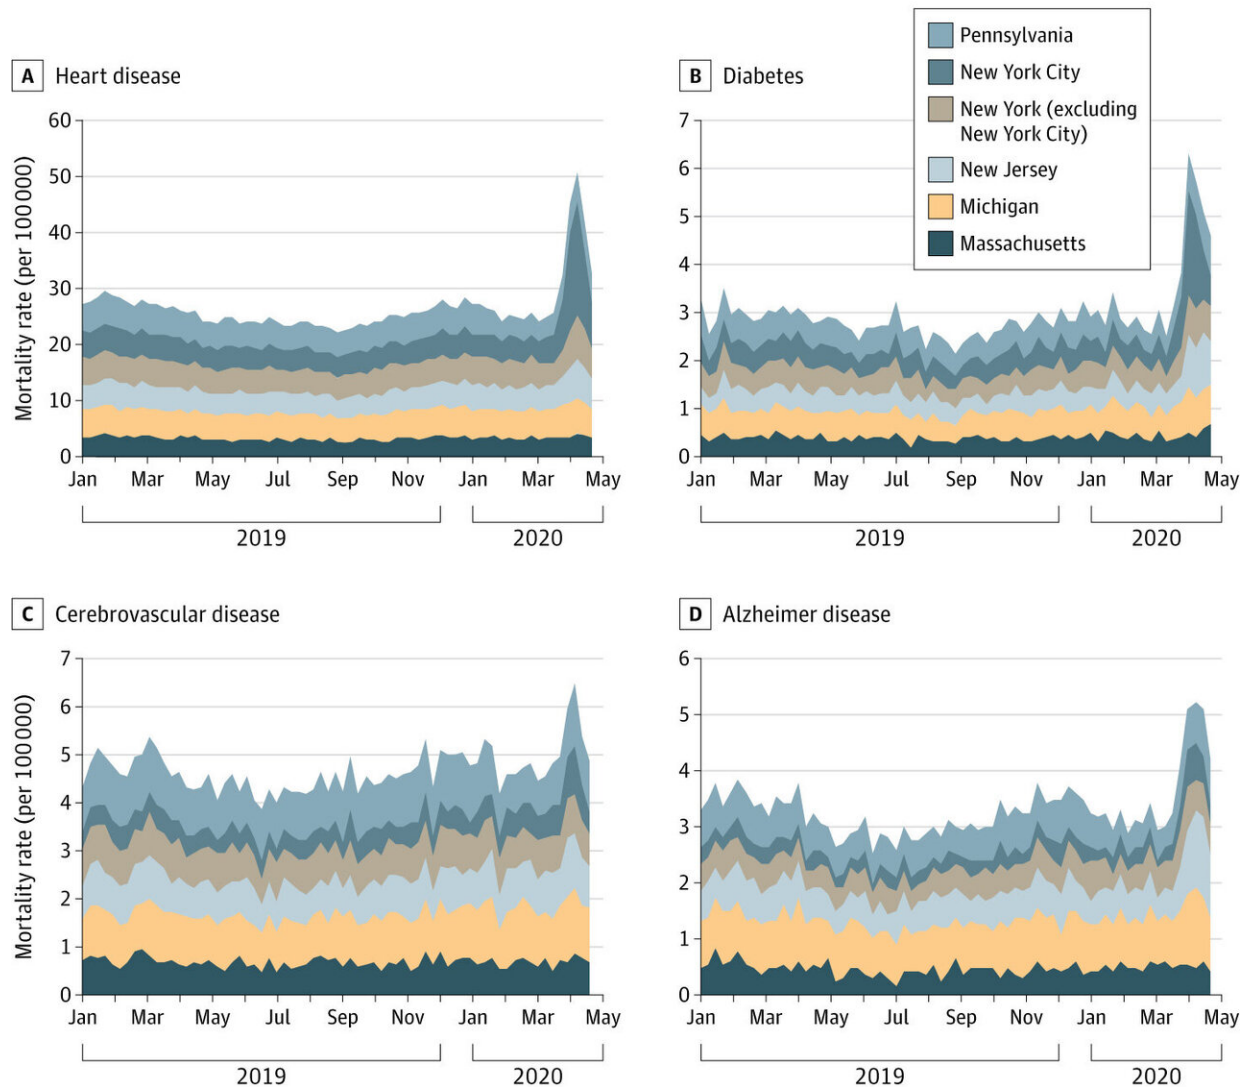 Pennsylvania
New York City
New York (excluding
New York City)
New Jersey
Michigan
Massachusetts
A Heart disease
Mortality rate (per 100 000)
60
50
40
30
20
10
0
Jan Mar May Jul Sep Nov Jan Mar May
2019 2020
B Diabetes
7
6
5
4
3
2
1
0
Jan Mar May Jul Sep Nov Jan Mar May
2019 2020
C Cerebrovascular disease
Mortality rate (per 100 000)
7
6
5
4
3
2
1
0
Jan Mar May Jul Sep Nov Jan Mar May
2019 2020
D Alzheimer disease
6
5
4
3
2
1
0
Jan Mar May Jul Sep Nov Jan Mar May
2019 2020